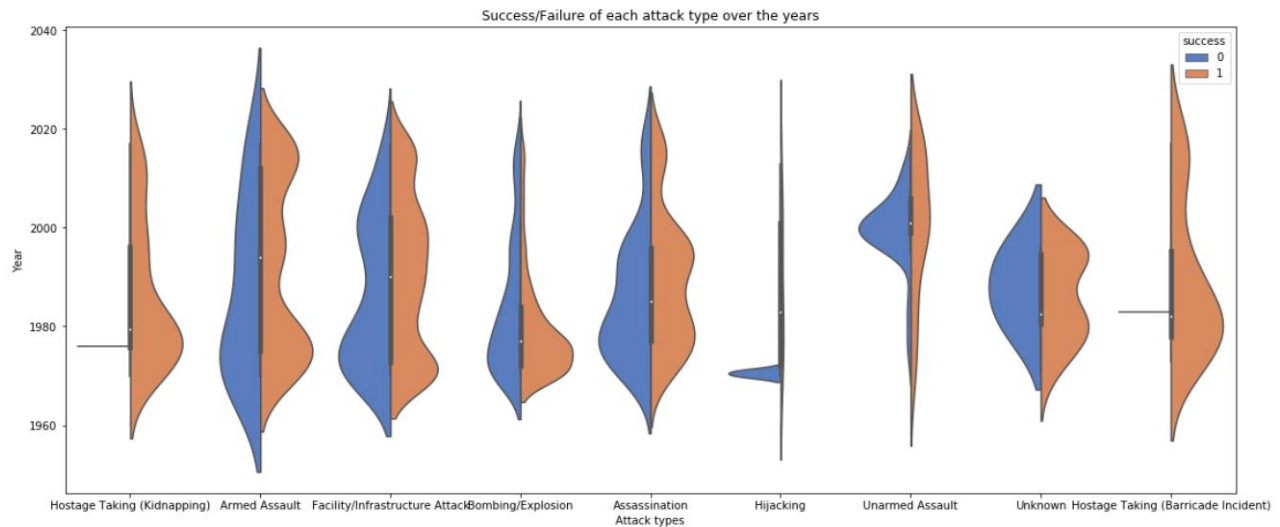 Success/Failure of each attack type over the years
2040
2020
2000
1980
1960
Year
success
0
1
Hostage Taking (Kidnapping) Armed Assault Facility/Infrastructure Attack Bombing/Explosion Assassination Hijacking Unarmed Assault Unknown Hostage Taking (Barricade Incident)
Attack types